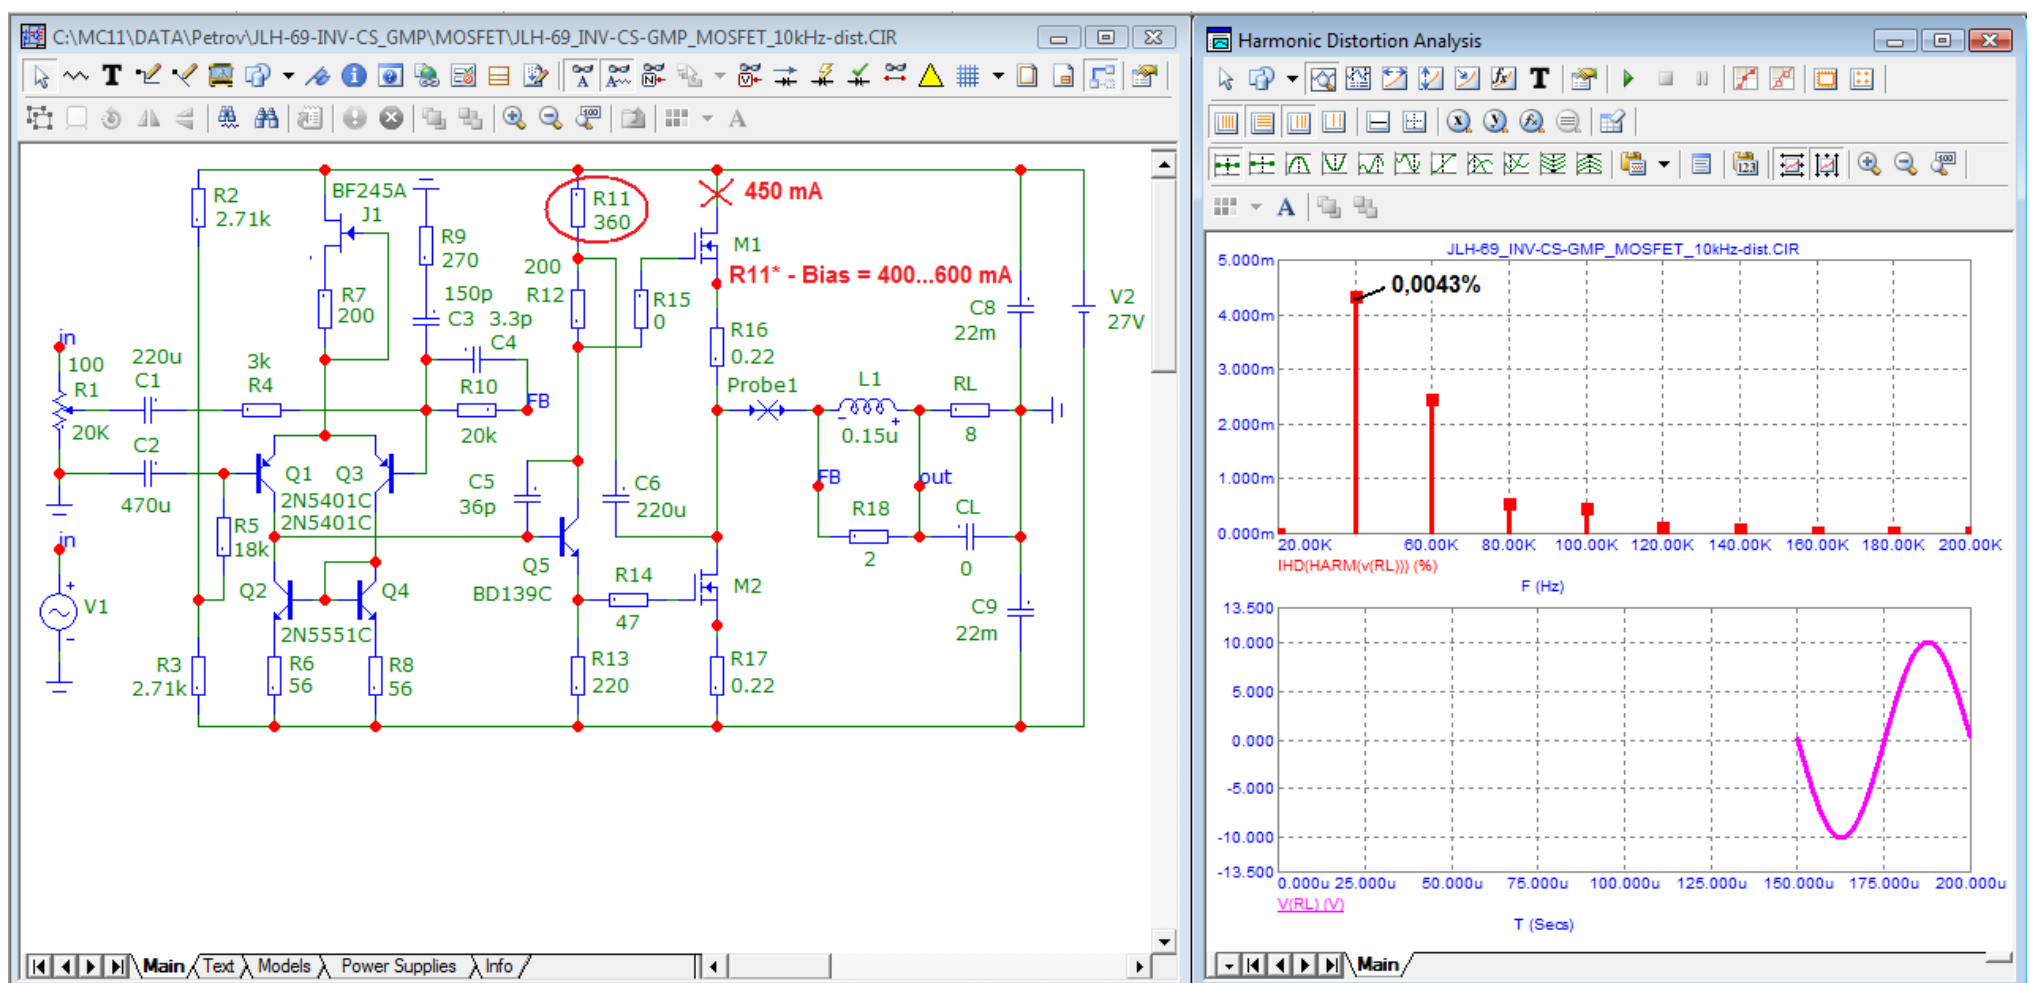 C:\MC11\DATA\Petrov\JLH-69-INV-CS_GMP\MOSFET\JLH-69_INV-CS-GMP_MOSFET_10kHz-dist.CIR
R2
2.71k
BF245A
J1
R9
270
R11
360
450 mA
M1
R11* - Bias = 400...600 mA
R7
200
150p
C3
3.3p
C4
200
R12
R15
0
R16
0.22
C8
22m
V2
27V
in
100
R1
20K
220u
C1
3k
R4
R10
20k
FB
Probe1
L1
0.15u
RL
8
C2
470u
Q1
Q3
2N5401C
2N5401C
R5
18k
C5
36p
C6
220u
FB
out
R18
2
CL
0
in
V1
Q2
Q4
2N5551C
Q5
BD139C
R14
47
M2
C9
22m
R3
2.71k
R6
56
R8
56
R13
220
R17
0.22
Main
Text
Models
Power Supplies
Info
Harmonic Distortion Analysis
JLH-69_INV-CS-GMP_MOSFET_10kHz-dist.CIR
5.000m
4.000m
3.000m
2.000m
1.000m
0.000m
0,0043%
20.00K 60.00K 80.00K 100.00K 120.00K 140.00K 160.00K 180.00K 200.00K
IHD(HARM(v(RL))) (%)
F (Hz)
13.500
10.000
5.000
0.000
-5.000
-10.000
-13.500
0.000u 25.000u 50.000u 75.000u 100.000u 125.000u 150.000u 175.000u 200.000u
V(RL) (V)
T (Secs)
Main